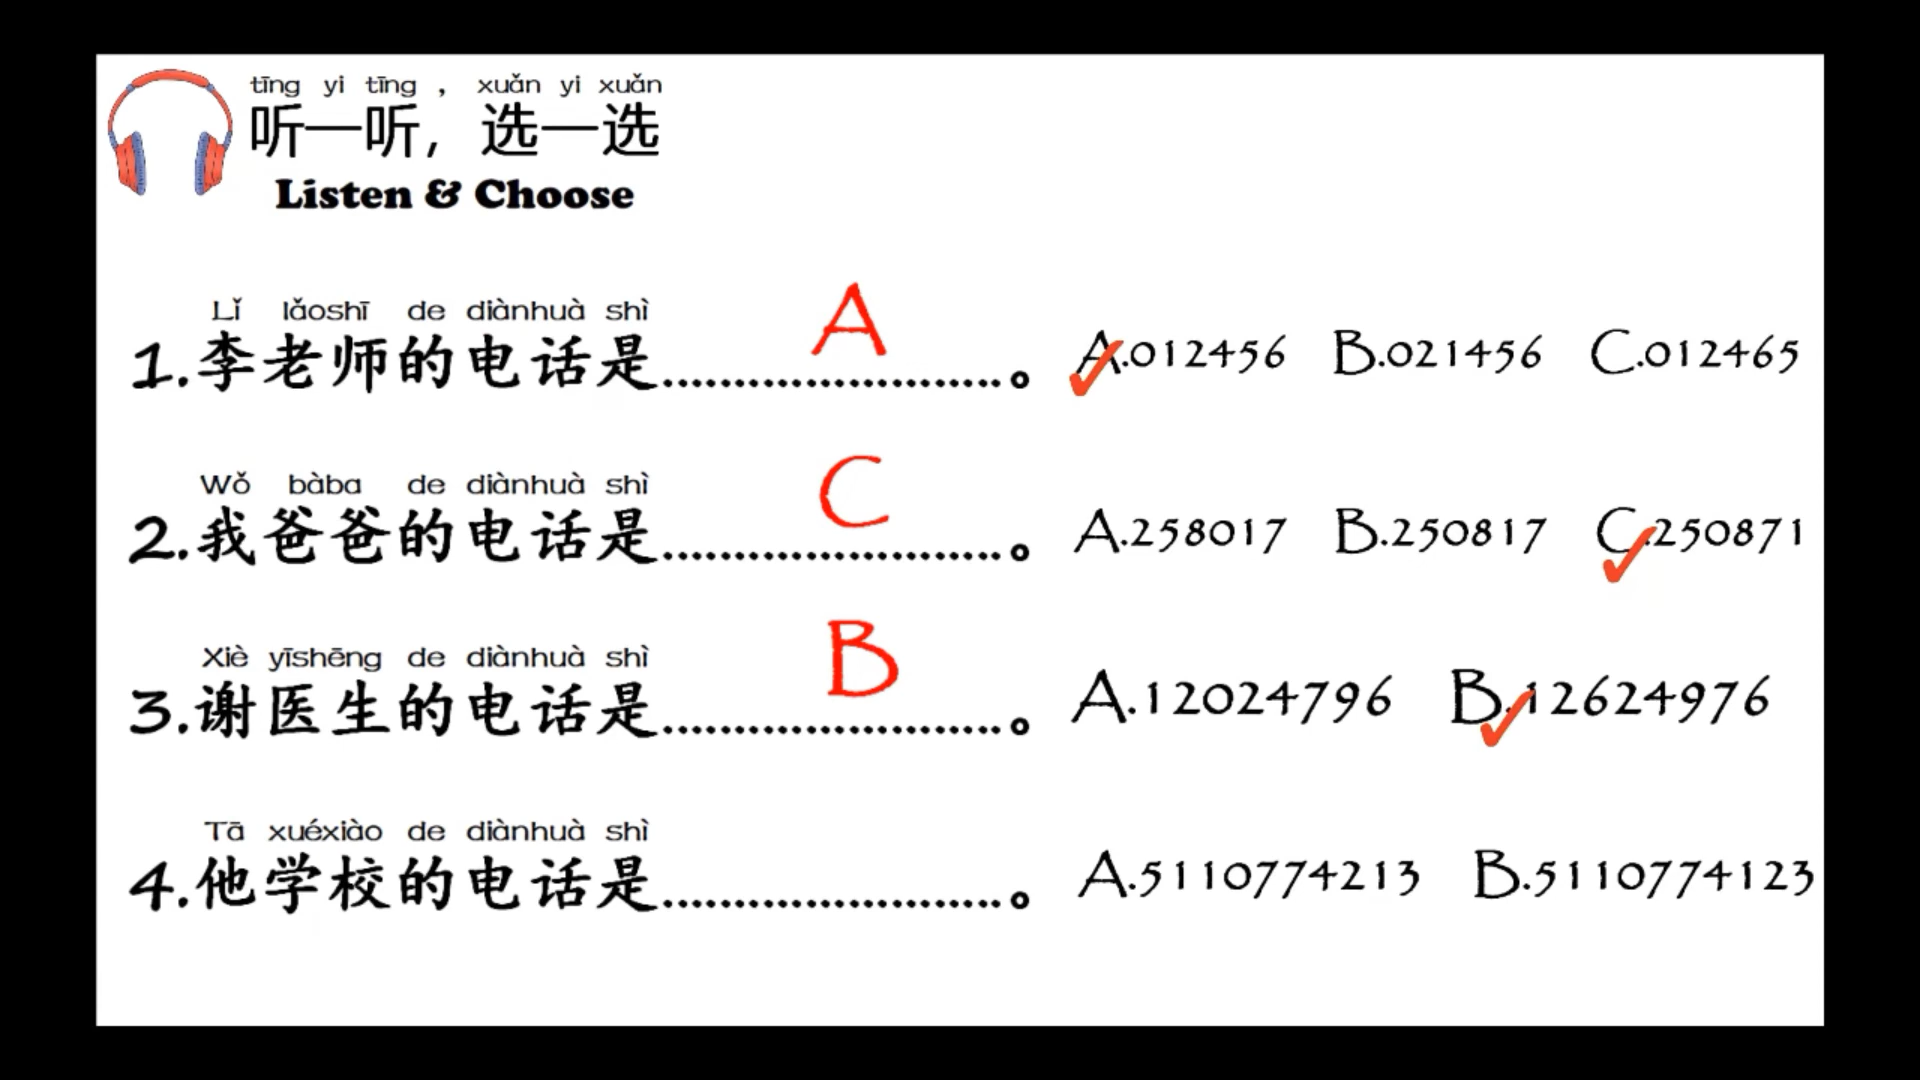 tīng yi tīng , xuǎn yi xuǎn
听一听，选一选
Listen & Choose
Lǐ lǎoshī de diànhuà shì
1.李老师的电话是........................。 A A.012456 B.021456 C.012465
Wǒ bàba de diànhuà shì
2.我爸爸的电话是........................。 C A.258017 B.250817 C.250871
Xiè yīshēng de diànhuà shì
3.谢医生的电话是........................。 B A.12024796 B.12624976
Tā xuéxiào de diànhuà shì
4.他学校的电话是........................。 A.5110774213 B.5110774123